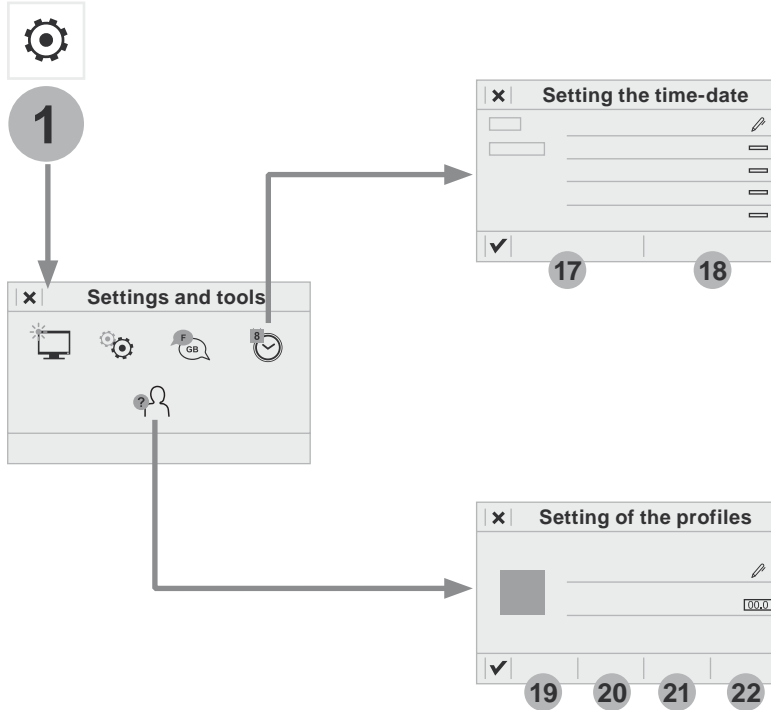 1
Setting the time-date
17
18
Settings and tools
F
GB
8
?
Setting of the profiles
00.0
19
20
21
22